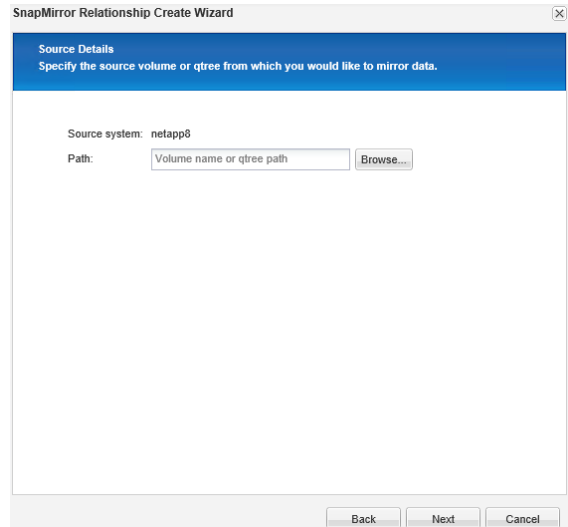 SnapMirror Relationship Create Wizard
Source Details
Specify the source volume or qtree from which you would like to mirror data.
Source system: netapp8
Path: Volume name or qtree path Browse...
Back Next Cancel